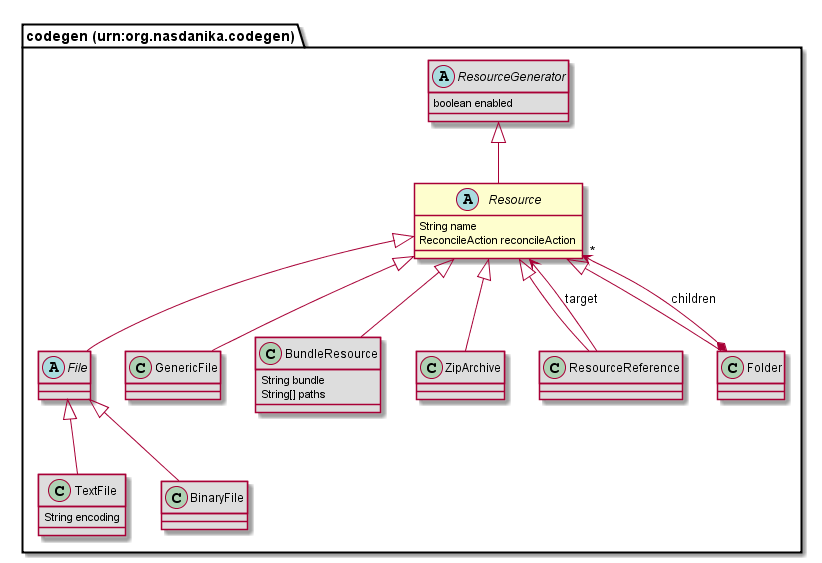 codegen (urn:org.nasdanika.codegen)
A ResourceGenerator
boolean enabled
A Resource
String name
ReconcileAction reconcileAction
*
target
children
A File
C GenericFile
C BundleResource
String bundle
String[] paths
C ZipArchive
C ResourceReference
C Folder
C TextFile
String encoding
C BinaryFile